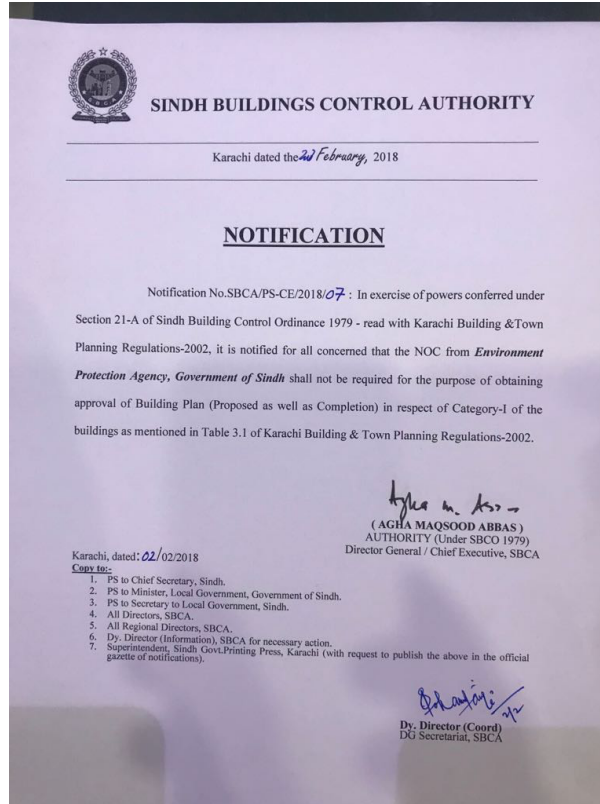 SBCA
SINDH BUILDINGS CONTROL AUTHORITY
Karachi dated the 2nd February, 2018
NOTIFICATION
Notification No.SBCA/PS-CE/2018/07 : In exercise of powers conferred under
Section 21-A of Sindh Building Control Ordinance 1979 - read with Karachi Building &Town
Planning Regulations-2002, it is notified for all concerned that the NOC from Environment
Protection Agency, Government of Sindh shall not be required for the purpose of obtaining
approval of Building Plan (Proposed as well as Completion) in respect of Category-I of the
buildings as mentioned in Table 3.1 of Karachi Building & Town Planning Regulations-2002.
( AGHA MAQSOOD ABBAS )
AUTHORITY (Under SBCO 1979)
Director General / Chief Executive, SBCA
Karachi, dated: 02/02/2018
Copy to:-
1. PS to Chief Secretary, Sindh.
2. PS to Minister, Local Government, Government of Sindh.
3. PS to Secretary to Local Government, Sindh.
4. All Directors, SBCA.
5. All Regional Directors, SBCA.
6. Dy. Director (Information), SBCA for necessary action.
7. Superintendent, Sindh Govt.Printing Press, Karachi (with request to publish the above in the official
gazette of notifications).
2/2
Dy. Director (Coord)
DG Secretariat, SBCA